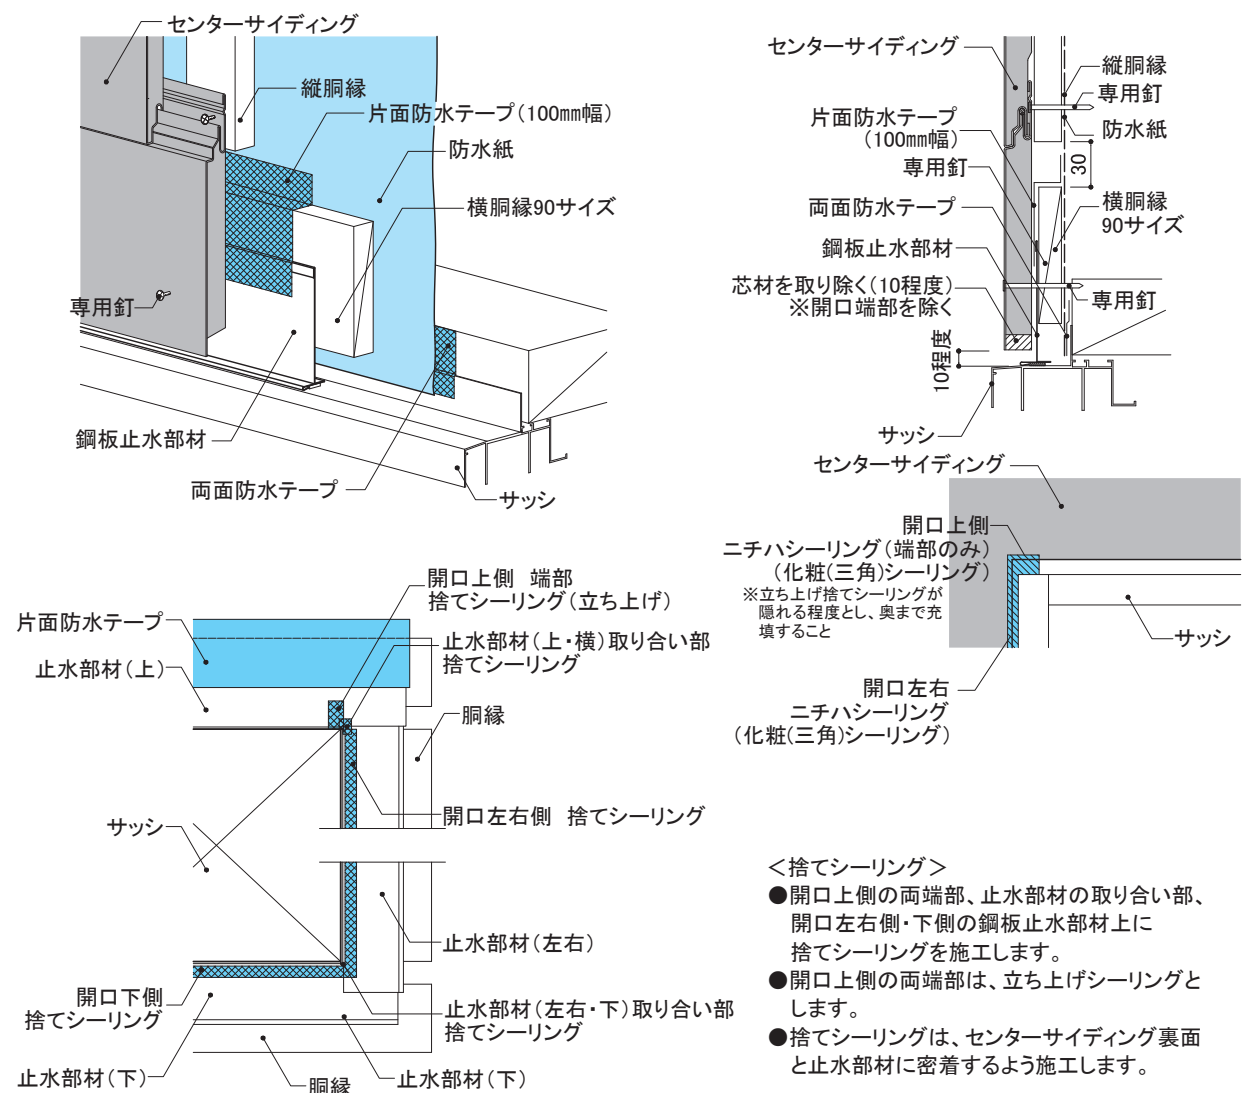 センターサイディング
縦胴縁
片面防水テープ(100mm幅)
防水紙
横胴縁90サイズ
専用釘
鋼板止水部材
両面防水テープ
サッシ
センターサイディング
縦胴縁
専用釘
片面防水テープ
(100mm幅)
防水紙
専用釘
30
両面防水テープ
横胴縁
90サイズ
鋼板止水部材
芯材を取り除く(10程度)
※開口端部を除く
専用釘
10程度
サッシ
センターサイディング
開口上側
ニチハシーリング(端部のみ)
(化粧(三角)シーリング)
※立ち上げ捨てシーリングが
隠れる程度とし、奥まで充
填すること
サッシ
開口左右
ニチハシーリング
(化粧(三角)シーリング)
開口上側 端部
捨てシーリング(立ち上げ)
片面防水テープ
止水部材(上・横)取り合い部
捨てシーリング
止水部材(上)
胴縁
開口左右側 捨てシーリング
サッシ
止水部材(左右)
開口下側
捨てシーリング
止水部材(左右・下)取り合い部
捨てシーリング
止水部材(下)
胴縁
止水部材(下)
<捨てシーリング>
●開口上側の両端部、止水部材の取り合い部、
開口左右側・下側の鋼板止水部材上に
捨てシーリングを施工します。
●開口上側の両端部は、立ち上げシーリングと
します。
●捨てシーリングは、センターサイディング裏面
と止水部材に密着するよう施工します。